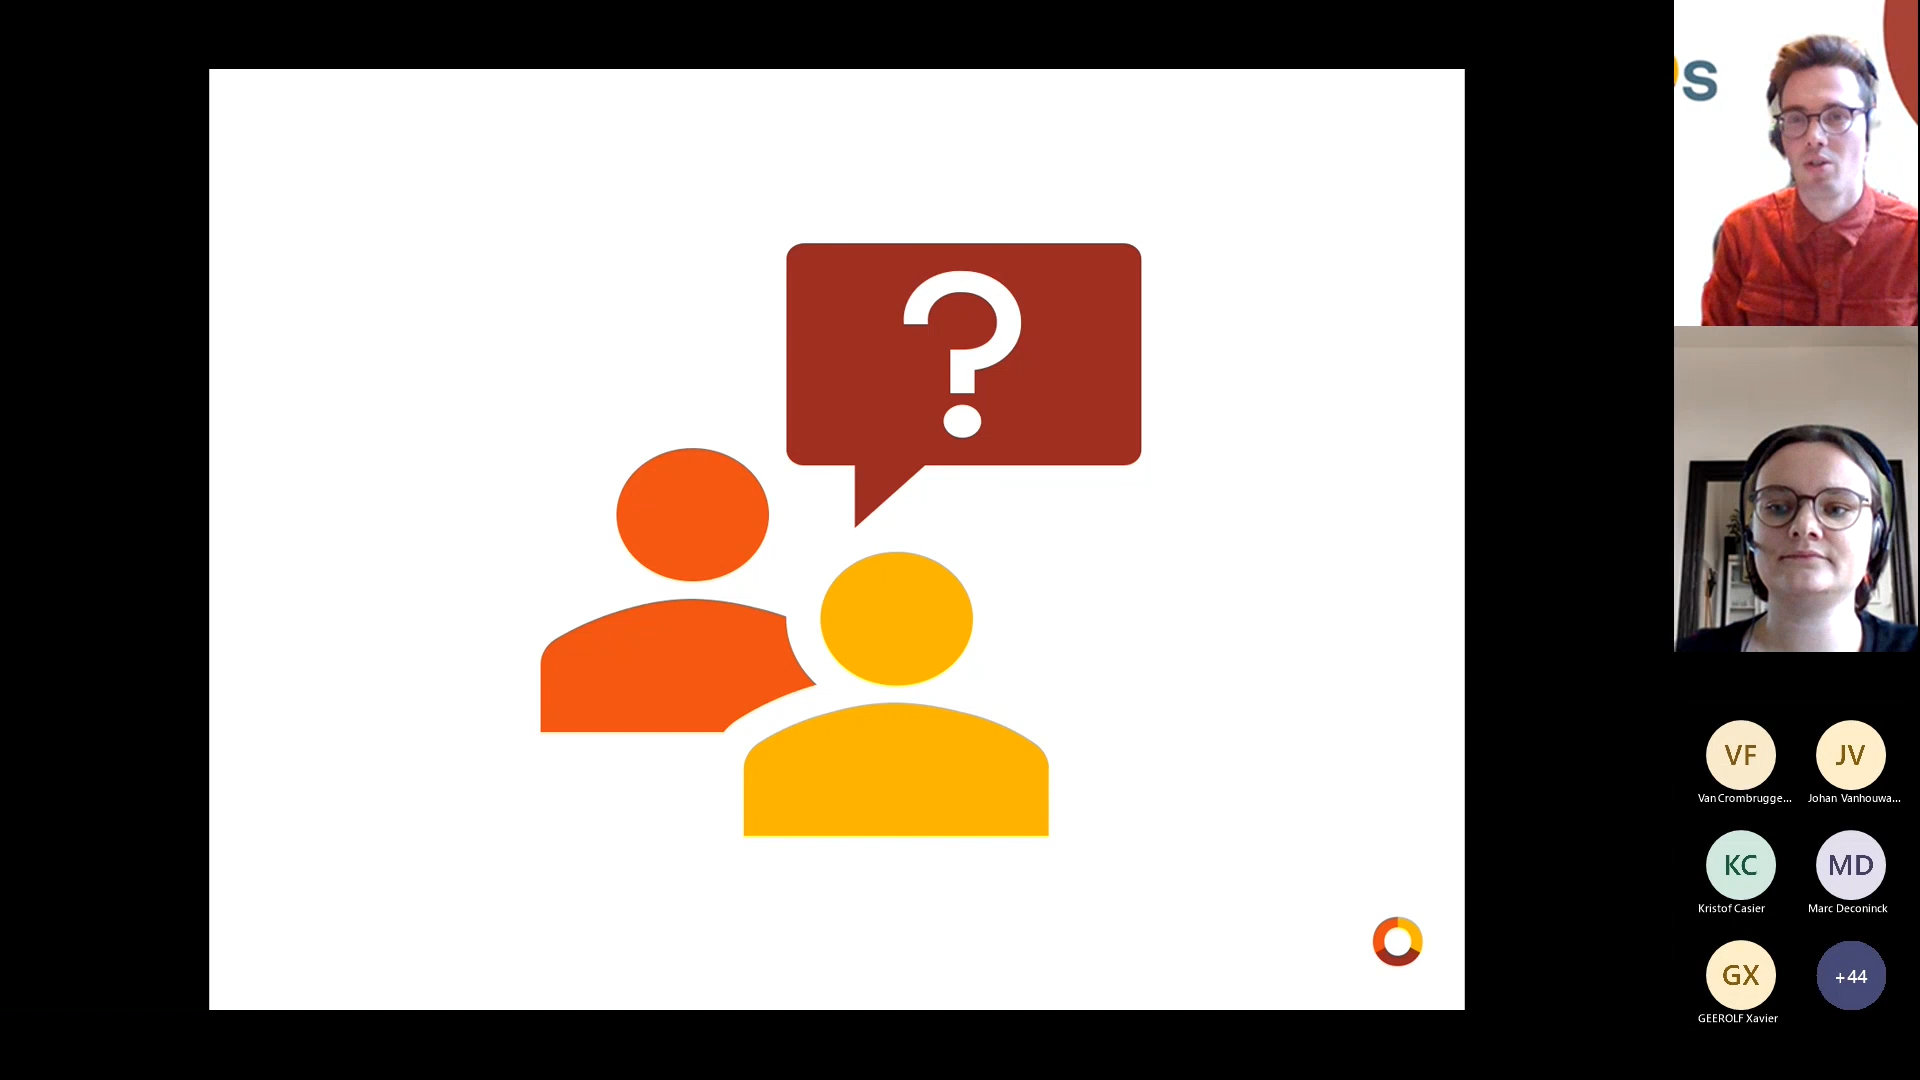 ?
s
VF
JV
Van Crombrugge...
Johan Vanhouwa...
KC
MD
Kristof Casier
Marc Deconinck
GX
+44
GEEROLF Xavier